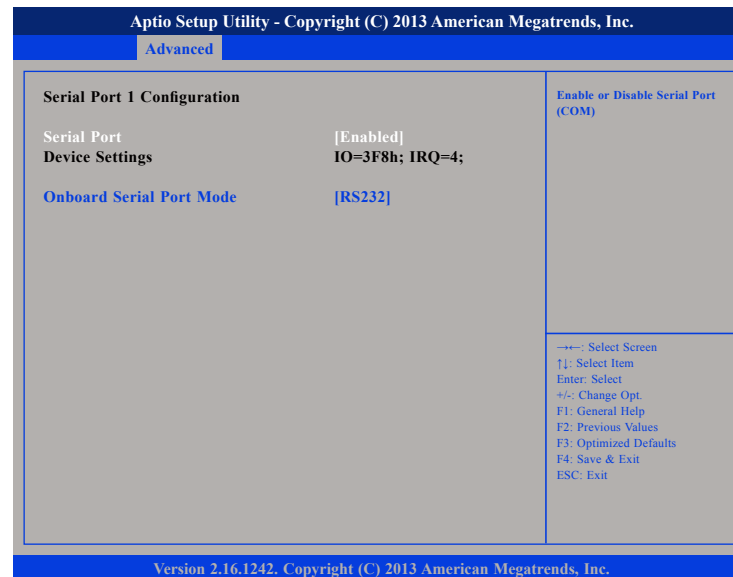 Aptio Setup Utility - Copyright (C) 2013 American Megatrends, Inc.
Advanced
Serial Port 1 Configuration
Serial Port [Enabled]
Device Settings IO=3F8h; IRQ=4;
Onboard Serial Port Mode [RS232]
Enable or Disable Serial Port
(COM)
→←: Select Screen
↑↓: Select Item
Enter: Select
+/-: Change Opt.
F1: General Help
F2: Previous Values
F3: Optimized Defaults
F4: Save & Exit
ESC: Exit
Version 2.16.1242. Copyright (C) 2013 American Megatrends, Inc.